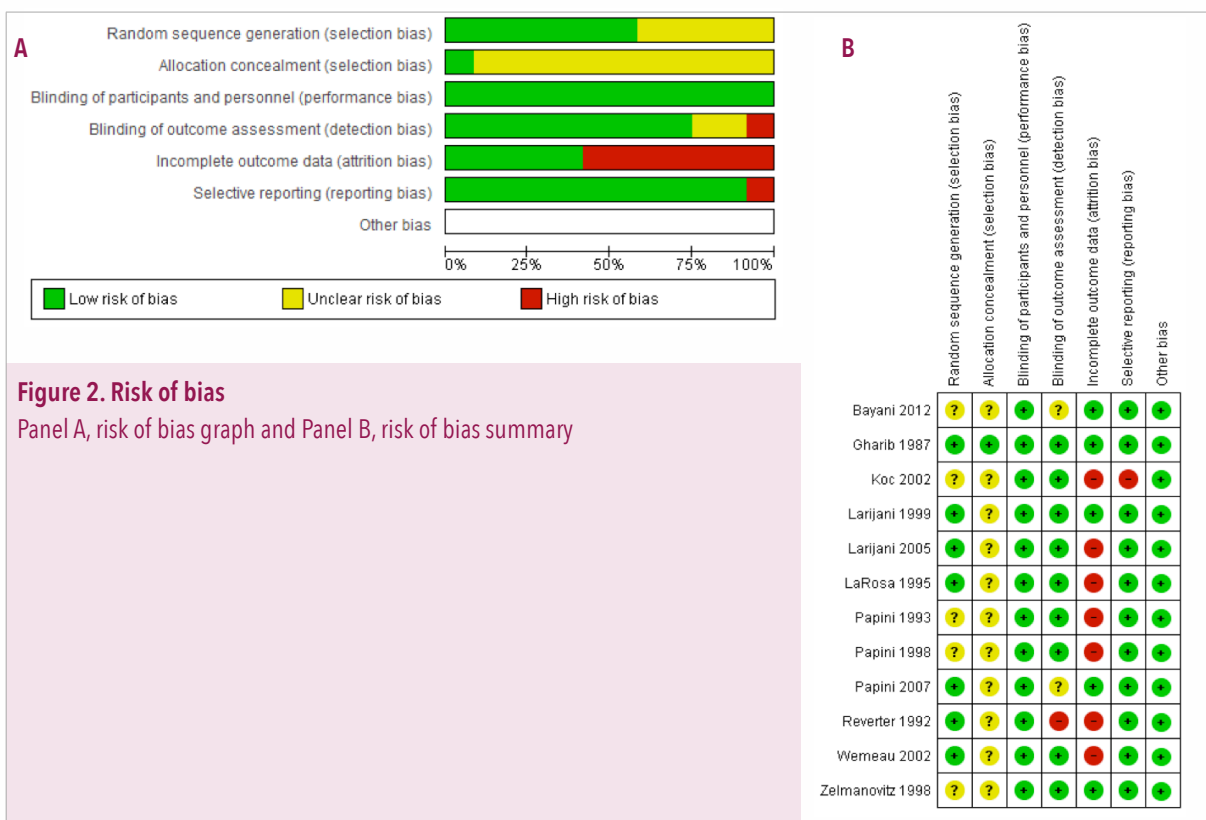 A
Random sequence generation (selection bias)
Allocation concealment (selection bias)
Blinding of participants and personnel (performance bias)
Blinding of outcome assessment (detection bias)
Incomplete outcome data (attrition bias)
Selective reporting (reporting bias)
Other bias
0% 25% 50% 75% 100%
Low risk of bias Unclear risk of bias High risk of bias
Figure 2. Risk of bias
Panel A, risk of bias graph and Panel B, risk of bias summary
B
Random sequence generation (selection bias)
Allocation concealment (selection bias)
Blinding of participants and personnel (performance bias)
Blinding of outcome assessment (detection bias)
Incomplete outcome data (attrition bias)
Selective reporting (reporting bias)
Other bias
Bayani 2012 ? ? + ? + + +
Gharib 1987 + + + + + + +
Koc 2002 ? ? + + - - +
Larijani 1999 + ? + + + + +
Larijani 2005 + ? + + - + +
LaRosa 1995 + ? + + - + +
Papini 1993 ? ? + + - + +
Papini 1998 ? ? + + - + +
Papini 2007 + ? + ? + + +
Reverter 1992 + ? + - - + +
Wemeau 2002 + ? + + - + +
Zelmanovitz 1998 ? ? + + + + +